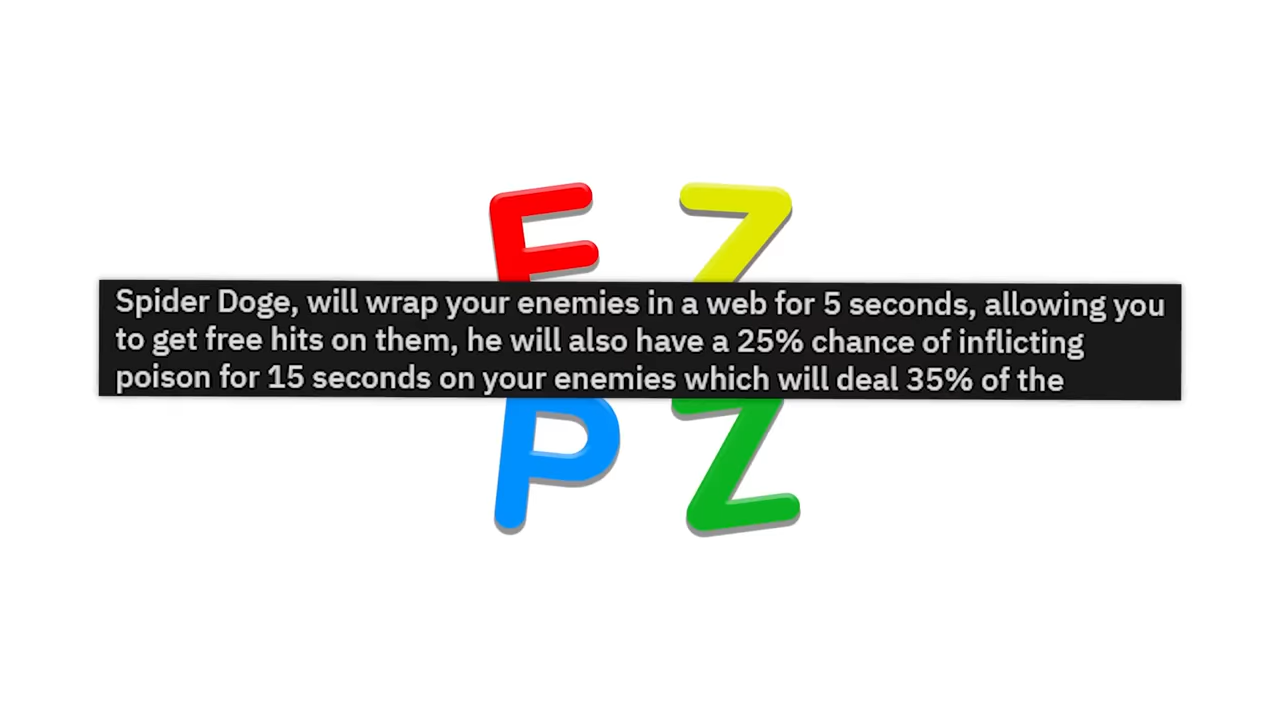 E Z
Spider Doge, will wrap your enemies in a web for 5 seconds, allowing you
to get free hits on them, he will also have a 25% chance of inflicting
poison for 15 seconds on your enemies which will deal 35% of the
P Z